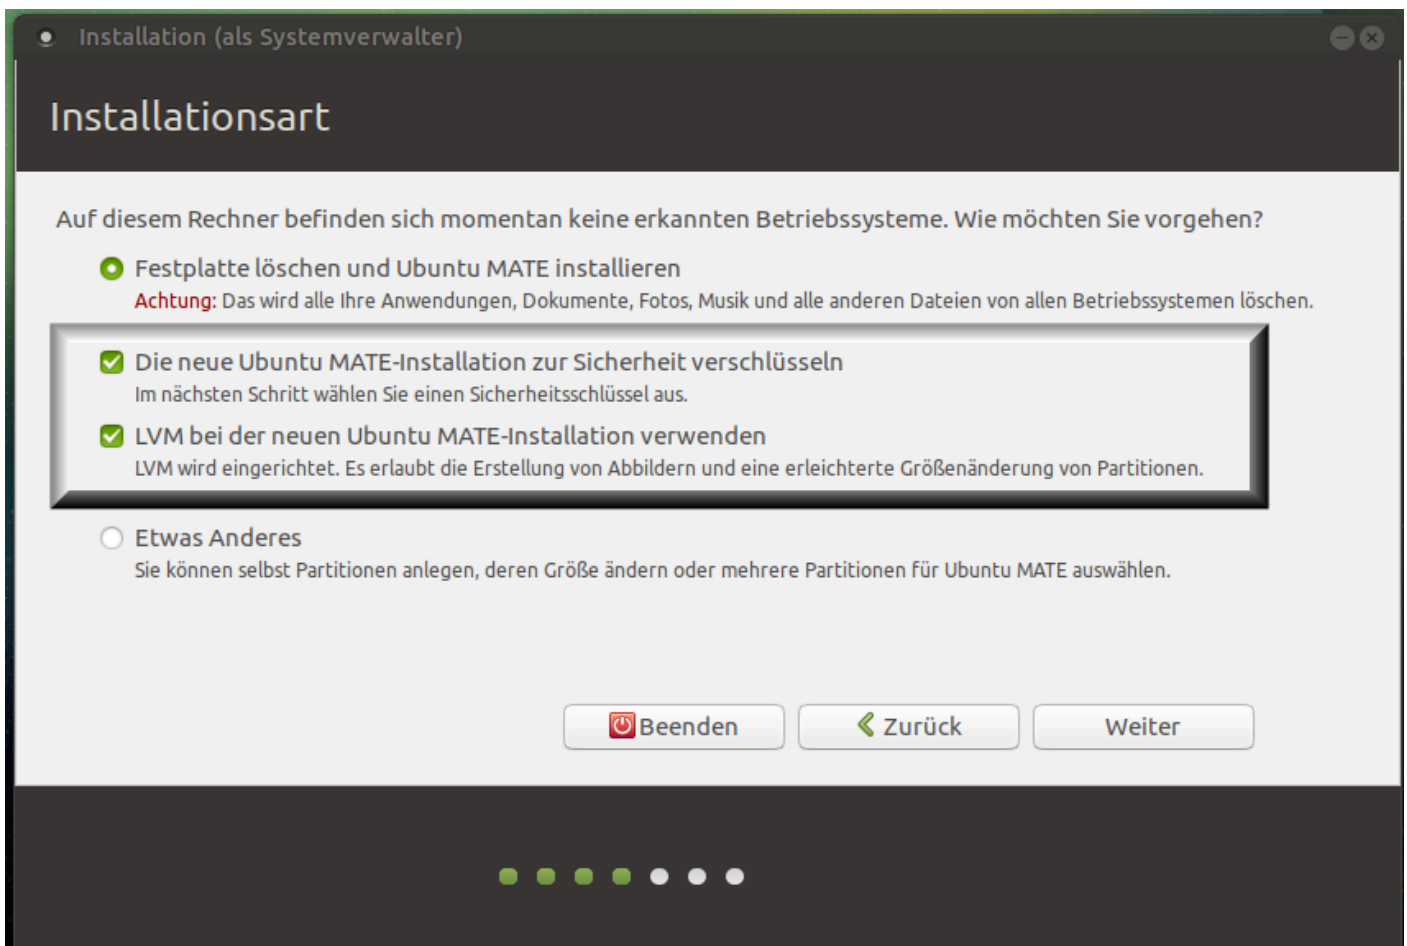 Installation (als Systemverwalter)
Installationsart
Auf diesem Rechner befinden sich momentan keine erkannten Betriebssysteme. Wie möchten Sie vorgehen?
Festplatte löschen und Ubuntu MATE installieren
Achtung: Das wird alle Ihre Anwendungen, Dokumente, Fotos, Musik und alle anderen Dateien von allen Betriebssystemen löschen.
Die neue Ubuntu MATE-Installation zur Sicherheit verschlüsseln
Im nächsten Schritt wählen Sie einen Sicherheitsschlüssel aus.
LVM bei der neuen Ubuntu MATE-Installation verwenden
LVM wird eingerichtet. Es erlaubt die Erstellung von Abbildern und eine erleichterte Größenänderung von Partitionen.
Etwas Anderes
Sie können selbst Partitionen anlegen, deren Größe ändern oder mehrere Partitionen für Ubuntu MATE auswählen.
Beenden Zurück Weiter